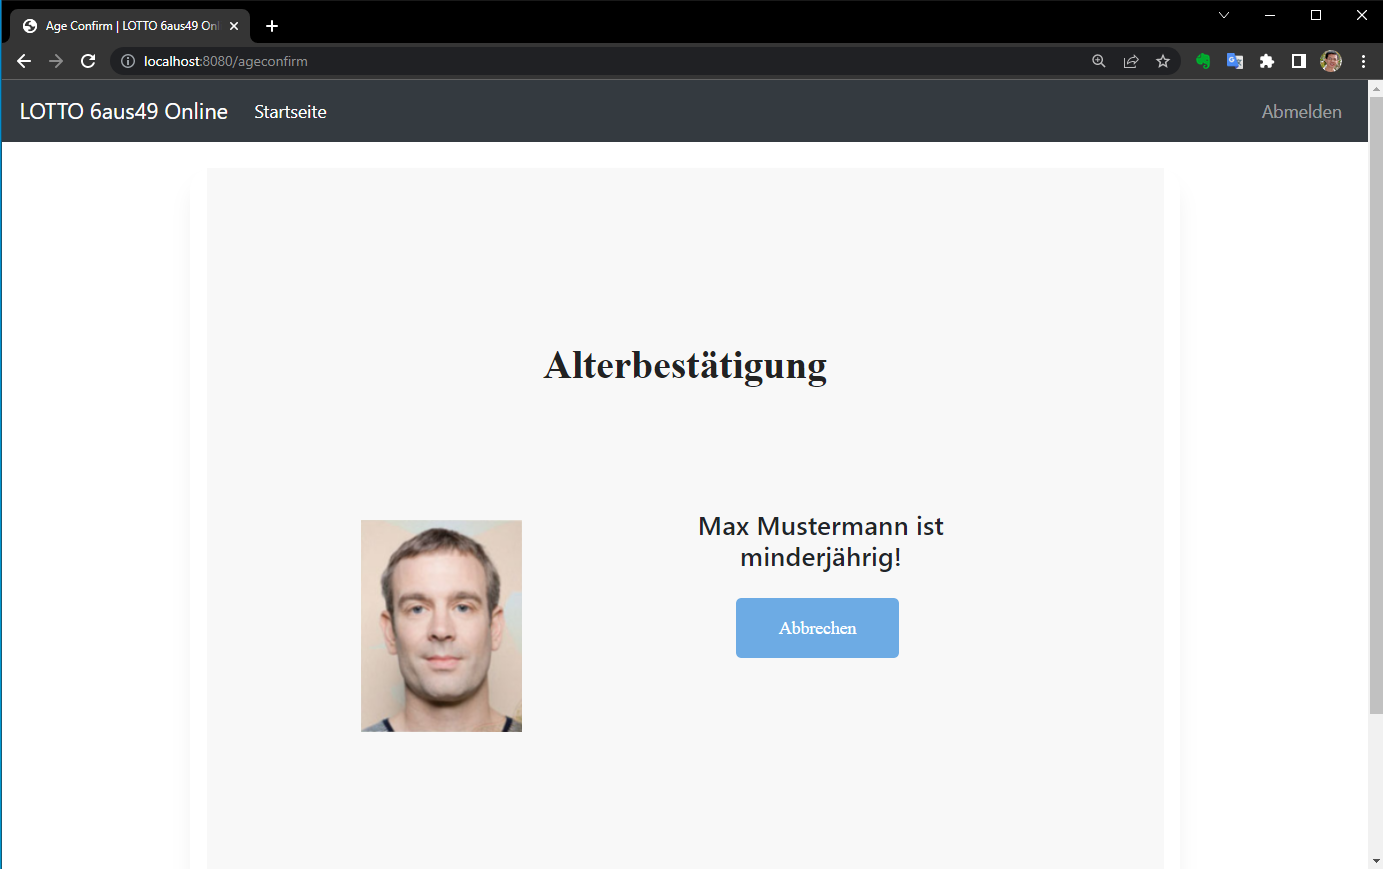 Age Confirm | LOTTO 6aus49 Onl
localhost:8080/ageconfirm
LOTTO 6aus49 Online Startseite Abmelden
Alterbestätigung
Max Mustermann ist
minderjährig!
Abbrechen